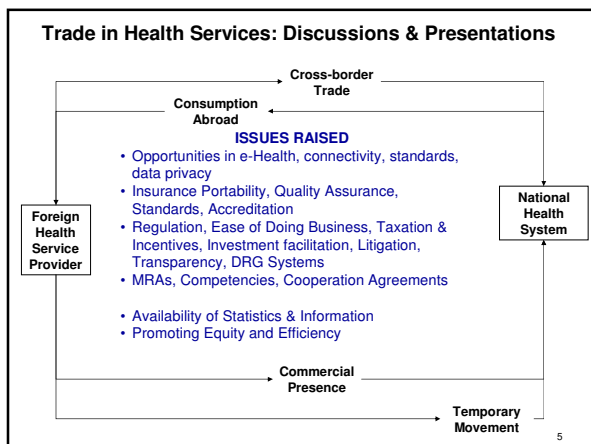 Trade in Health Services: Discussions & Presentations
Cross-border
Trade
Consumption
Abroad
ISSUES RAISED
• Opportunities in e-Health, connectivity, standards,
data privacy
• Insurance Portability, Quality Assurance,
Standards, Accreditation
• Regulation, Ease of Doing Business, Taxation &
Incentives, Investment facilitation, Litigation,
Transparency, DRG Systems
• MRAs, Competencies, Cooperation Agreements
• Availability of Statistics & Information
• Promoting Equity and Efficiency
Foreign
Health
Service
Provider
National
Health
System
Commercial
Presence
Temporary
Movement
5